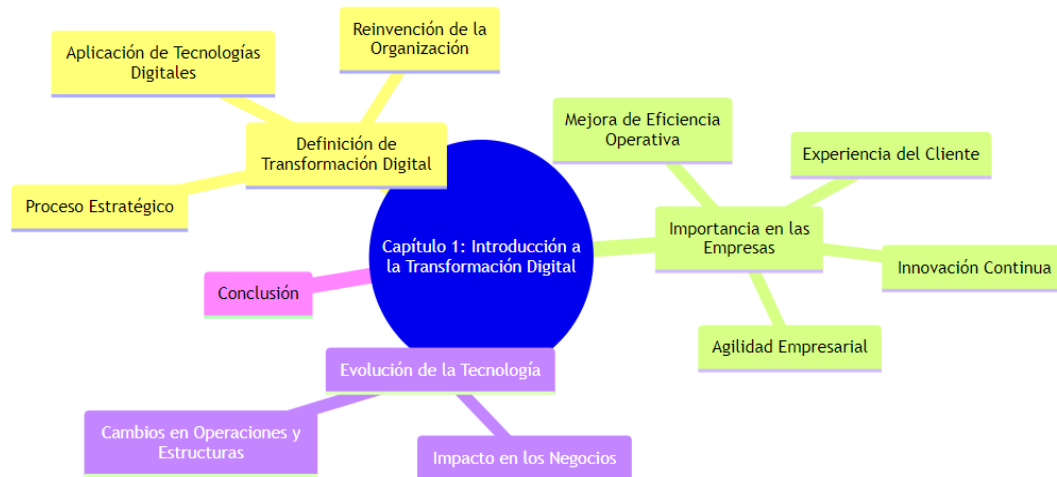 Reinvención de la
Organización
Aplicación de Tecnologías
Digitales
Definición de
Transformación Digital
Proceso Estratégico
Mejora de Eficiencia
Operativa
Experiencia del Cliente
Importancia en las
Empresas
Innovación Continua
Agilidad Empresarial
Capítulo 1: Introducción a
la Transformación Digital
Conclusión
Evolución de la Tecnología
Cambios en Operaciones y
Estructuras
Impacto en los Negocios